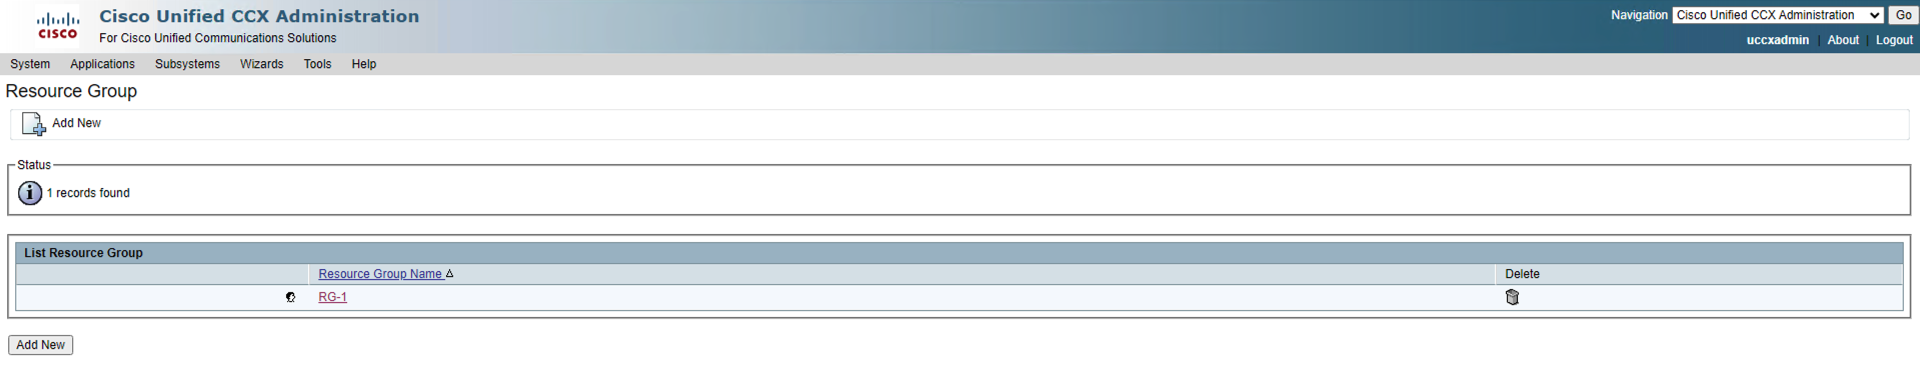 CISCO
Cisco Unified CCX Administration
For Cisco Unified Communications Solutions
Navigation Cisco Unified CCX Administration Go
uccxadmin | About | Logout
System Applications Subsystems Wizards Tools Help
Resource Group
Add New
Status
1 records found
List Resource Group
Resource Group Name Delete
RG-1
Add New